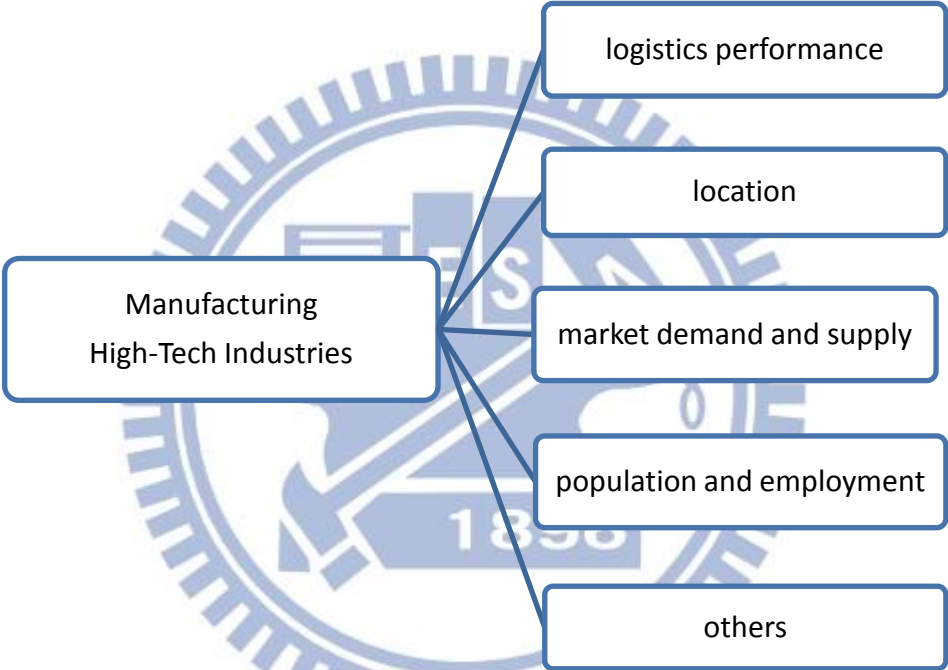 Manufacturing
High-Tech Industries
logistics performance
location
market demand and supply
population and employment
others